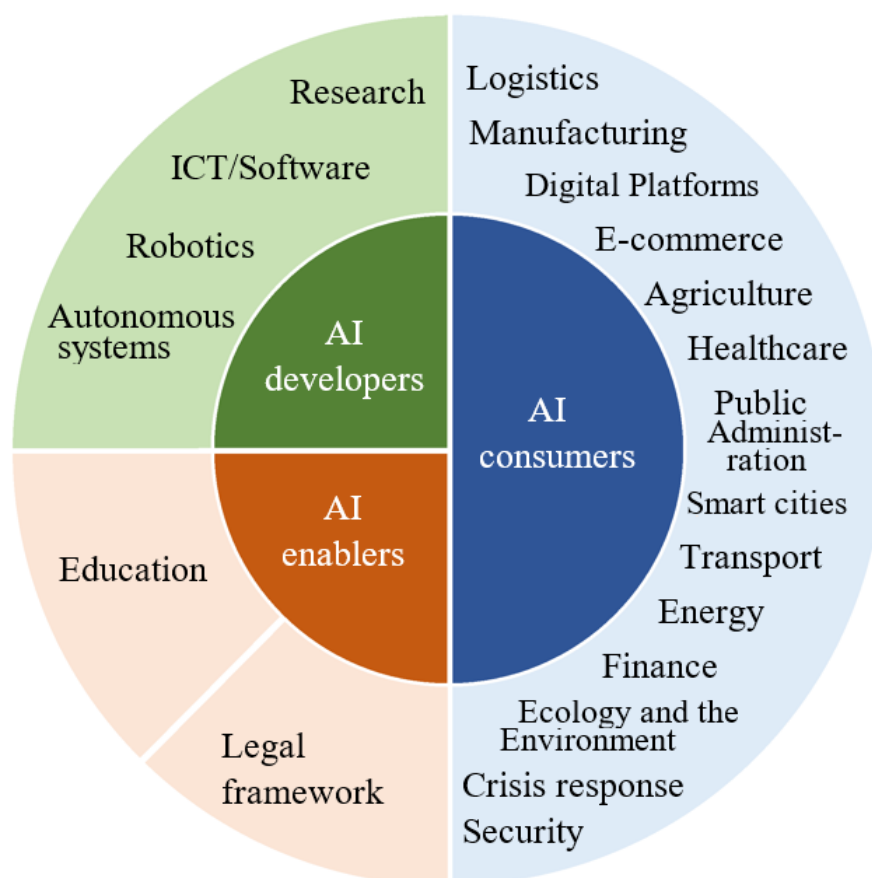 Research
ICT/Software
Robotics
Autonomous
systems
AI
developers
Logistics
Manufacturing
Digital Platforms
E-commerce
Agriculture
Healthcare
Public
Administ-
ration
Smart cities
Transport
Energy
Finance
Ecology and the
Environment
Crisis response
Security
AI
consumers
AI
enablers
Education
Legal
framework